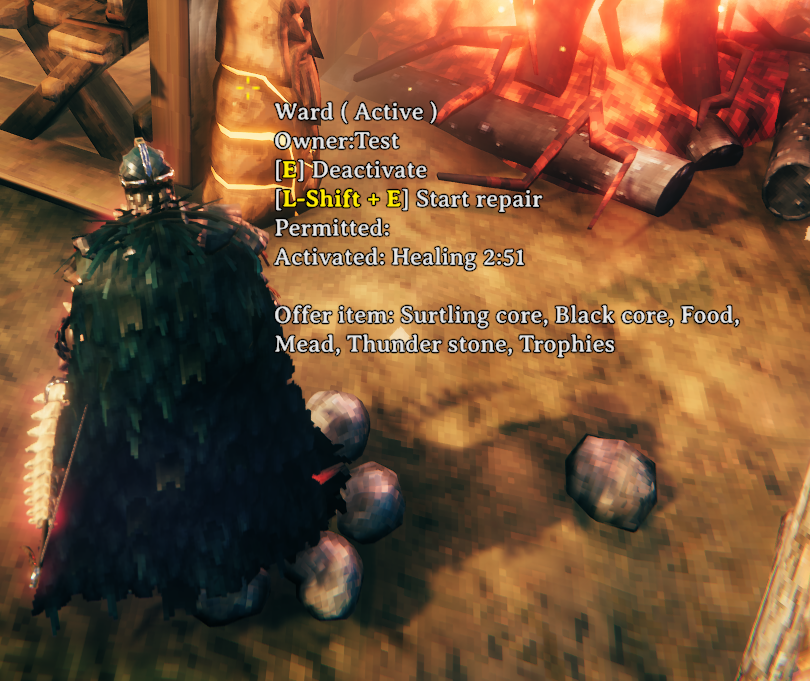 Ward ( Active )
Owner:Test
[E] Deactivate
[L-Shift + E] Start repair
Permitted:
Activated: Healing 2:51
Offer item: Surtling core, Black core, Food,
Mead, Thunder stone, Trophies